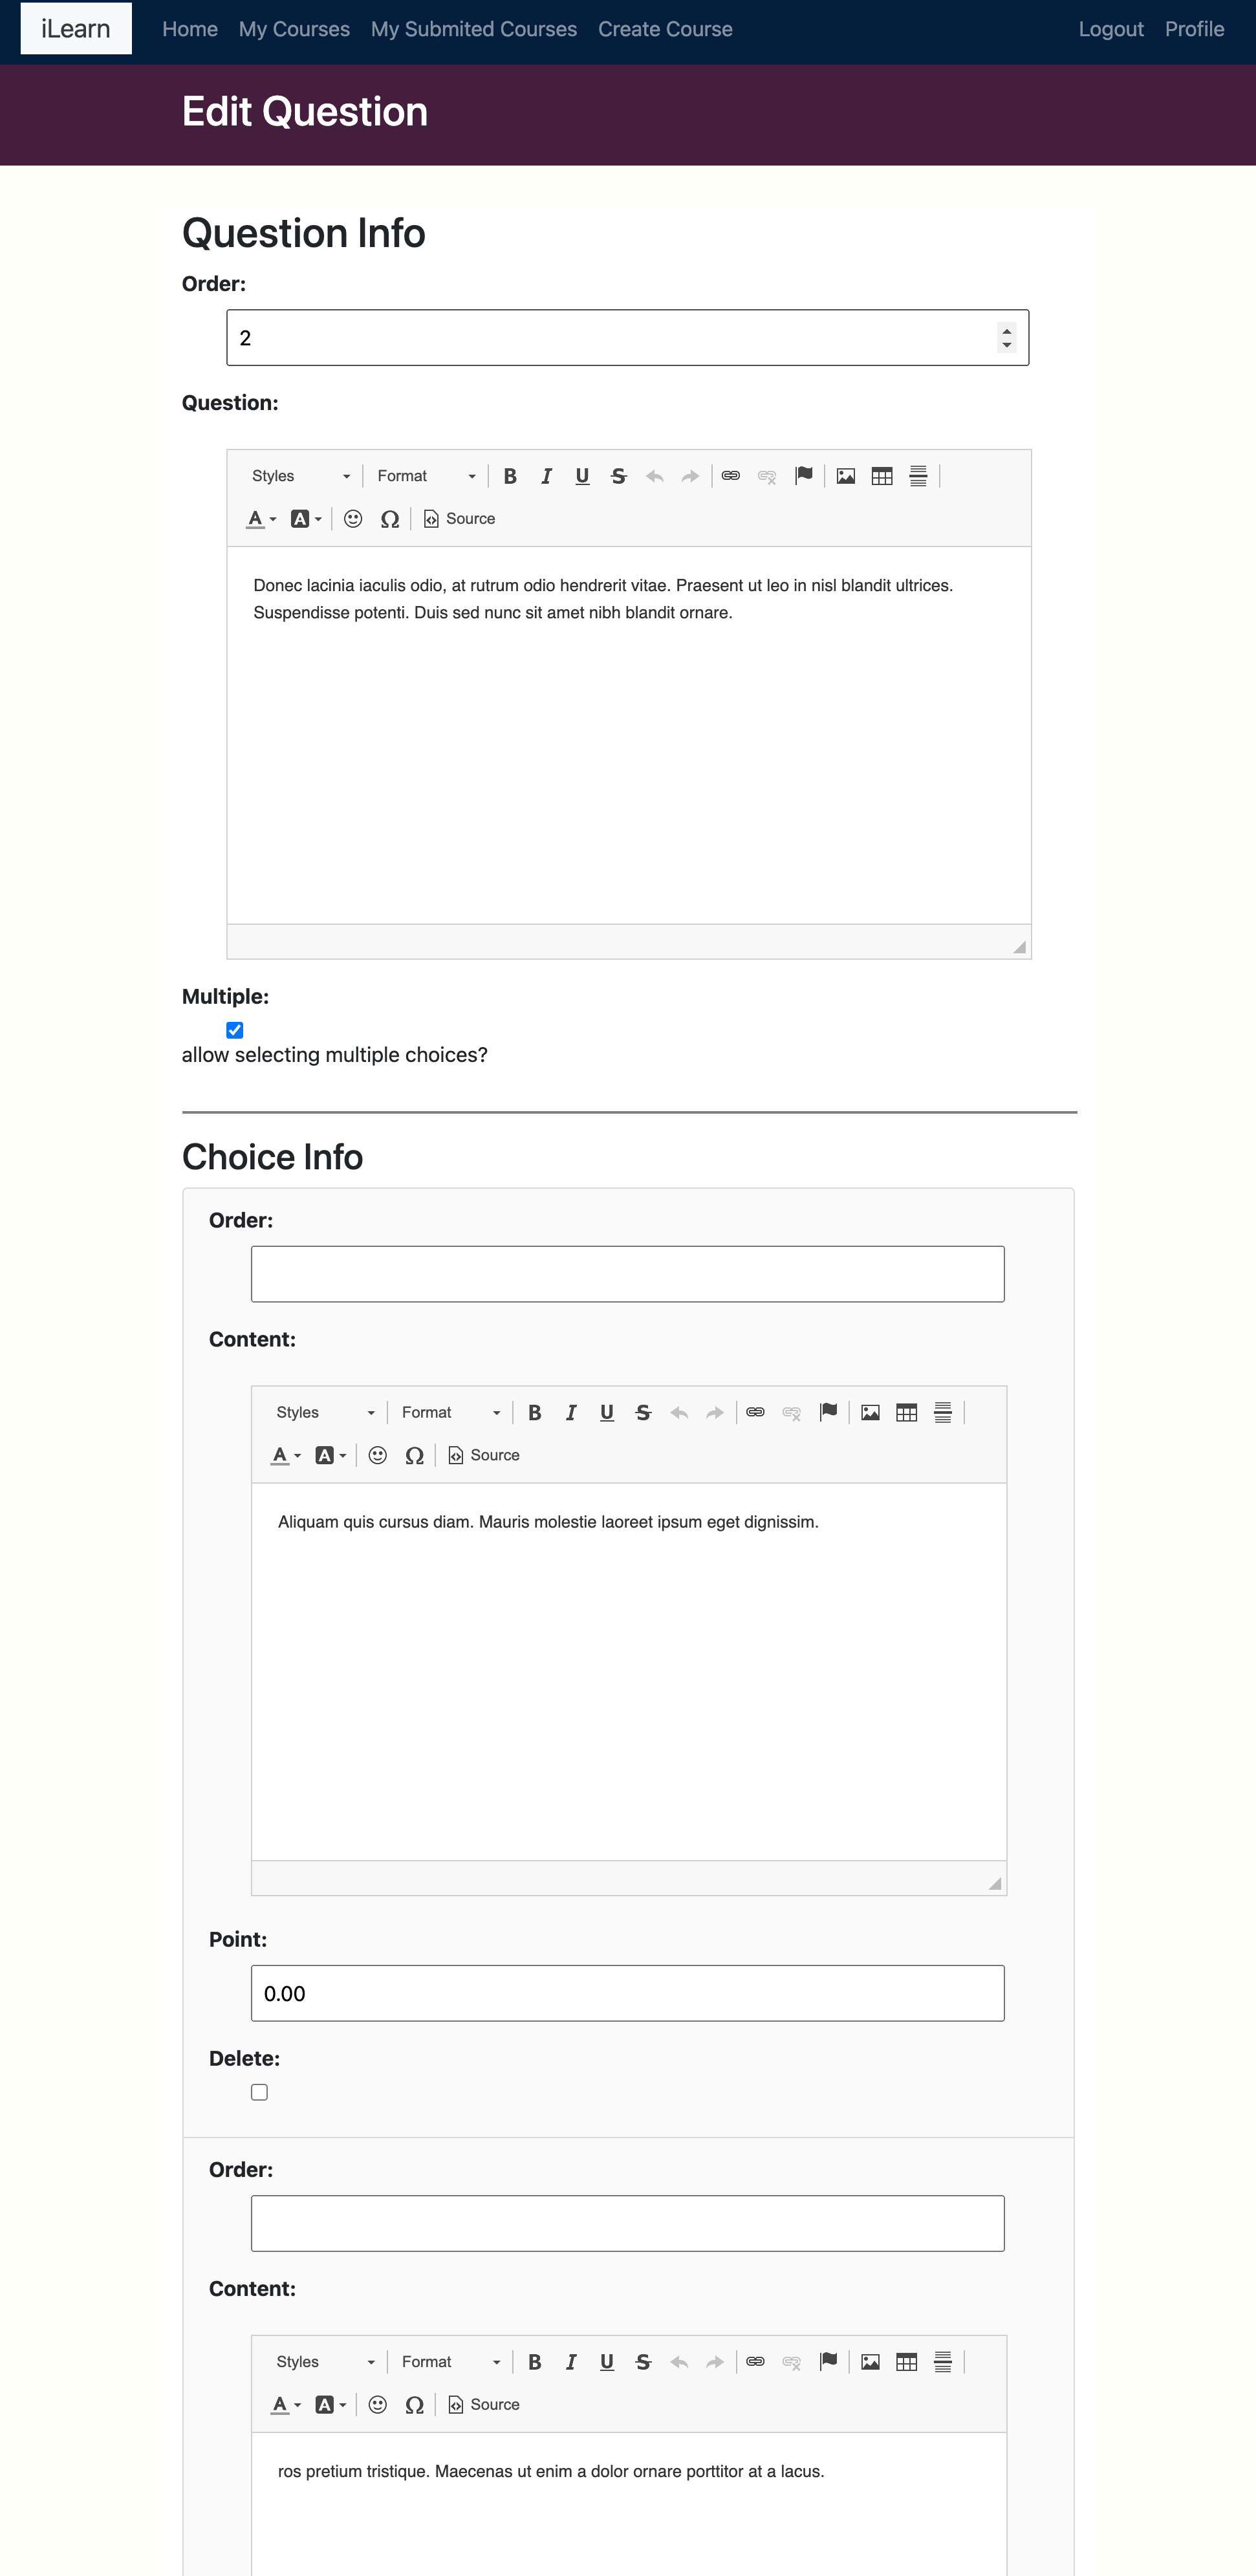 iLearn Home My Courses My Submited Courses Create Course Logout Profile
Edit Question
Question Info
Order:
2
Question:
Styles Format B I U S
A A Ω Source
Donec lacinia iaculis odio, at rutrum odio hendrerit vitae. Praesent ut leo in nisl blandit ultrices.
Suspendisse potenti. Duis sed nunc sit amet nibh blandit ornare.
Multiple:
allow selecting multiple choices?
Choice Info
Order:
Content:
Styles Format B I U S
A A Ω Source
Aliquam quis cursus diam. Mauris molestie laoreet ipsum eget dignissim.
Point:
0.00
Delete:
Order:
Content:
Styles Format B I U S
A A Ω Source
ros pretium tristique. Maecenas ut enim a dolor ornare porttitor at a lacus.